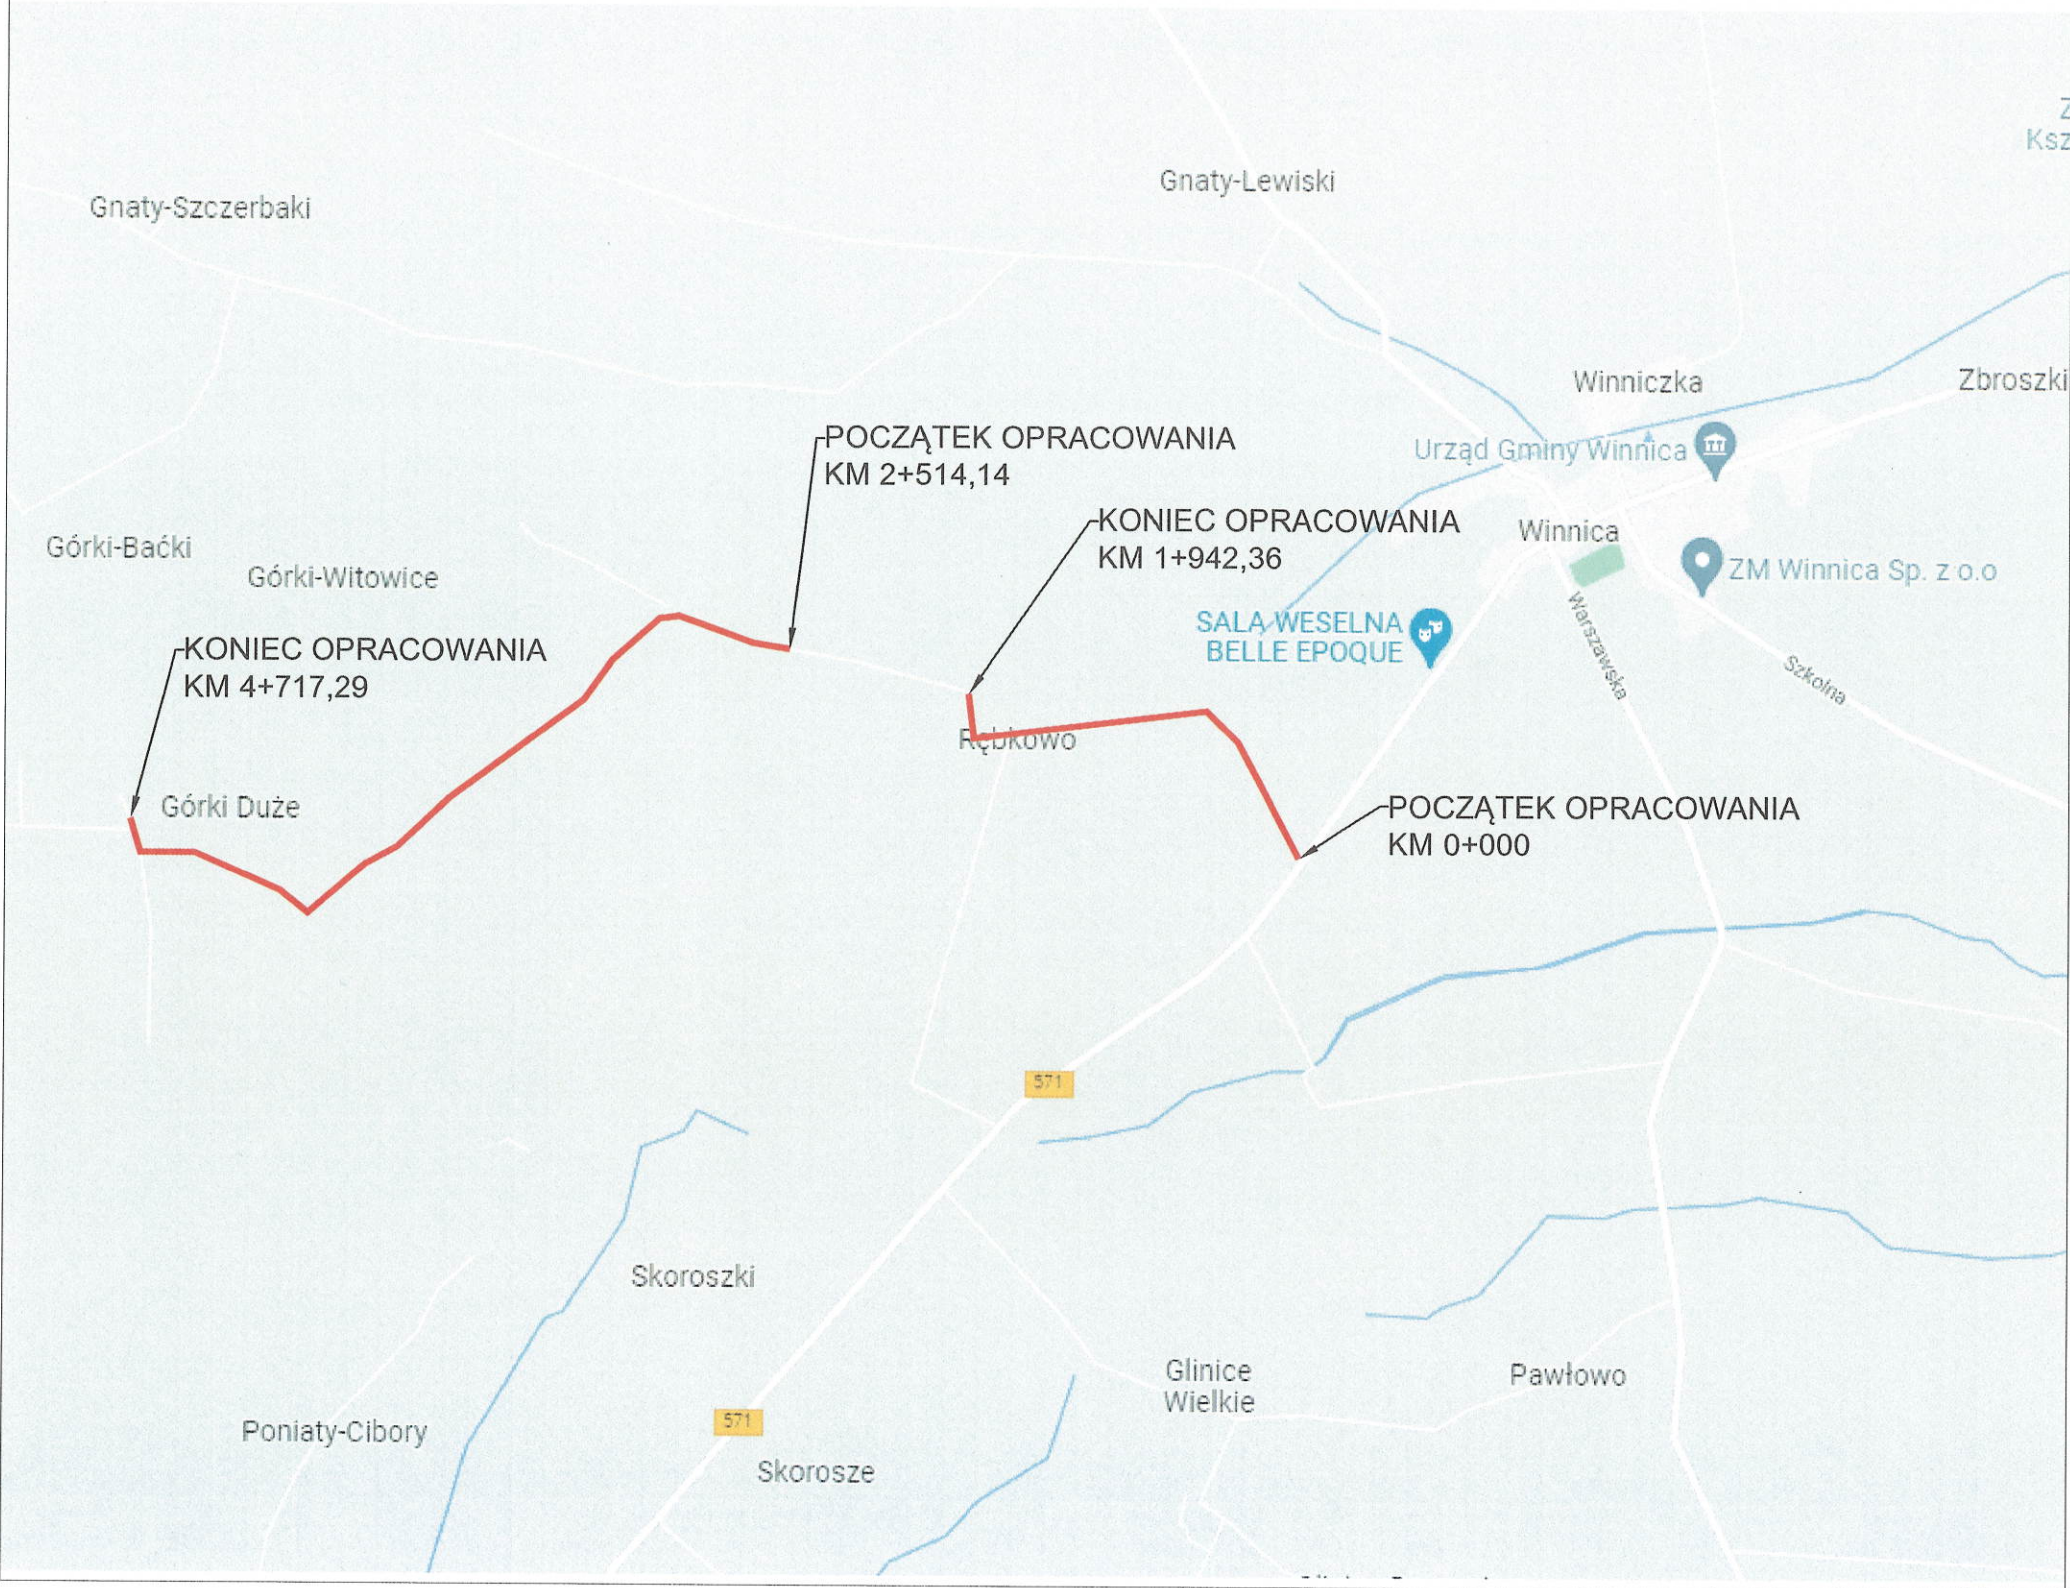 Z
Ksz
Gnaty-Lewiski
Gnaty-Szczerbaki
Winniczka
Zbroszki
POCZĄTEK OPRACOWANIA
KM 2+514,14
Urząd Gminy Winnica
KONIEC OPRACOWANIA
KM 1+942,36
Winnica
Górki-Baćki
Górki-Witowice
ZM Winnica Sp. z o.o
SALA WESELNA
BELLE EPOQUE
Warszawska
Szkolna
KONIEC OPRACOWANIA
KM 4+717,29
Rębkowo
Górki Duże
POCZĄTEK OPRACOWANIA
KM 0+000
571
Skoroszki
Glinice
Wielkie
Pawłowo
571
Poniaty-Cibory
Skorosze